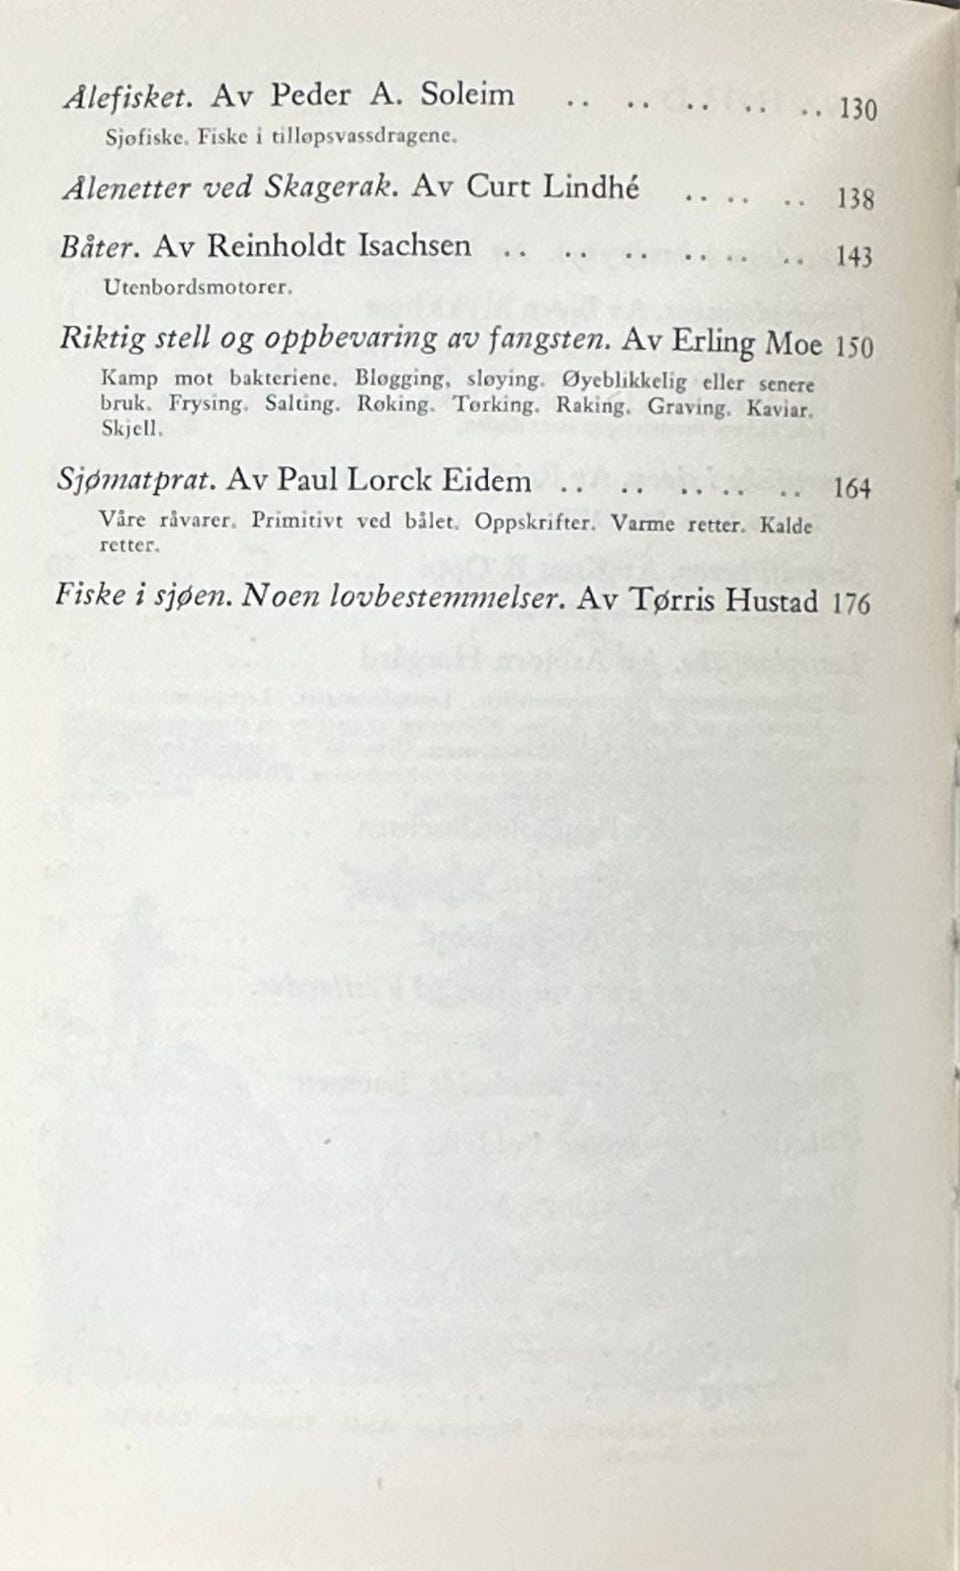 Ålefisket. Av Peder A. Soleim .. .. .. .. .. 130
Sjøfiske. Fiske i tilløpsvassdragene.
Ålenetter ved Skagerak. Av Curt Lindhé .. .. .. 138
Båter. Av Reinholdt Isachsen .. .. .. .. .. .. 143
Utenbordsmotorer.
Riktig stell og oppbevaring av fangsten. Av Erling Moe 150
Kamp mot bakteriene. Bløgging, sløying. Øyeblikkelig eller senere
bruk. Frysing. Salting. Røking. Tørking. Raking. Graving. Kaviar.
Skjell.
Sjømatprat. Av Paul Lorck Eidem .. .. .. .. .. 164
Våre råvarer. Primitivt ved bålet. Oppskrifter. Varme retter. Kalde
retter.
Fiske i sjøen. Noen lovbestemmelser. Av Tørris Hustad 176